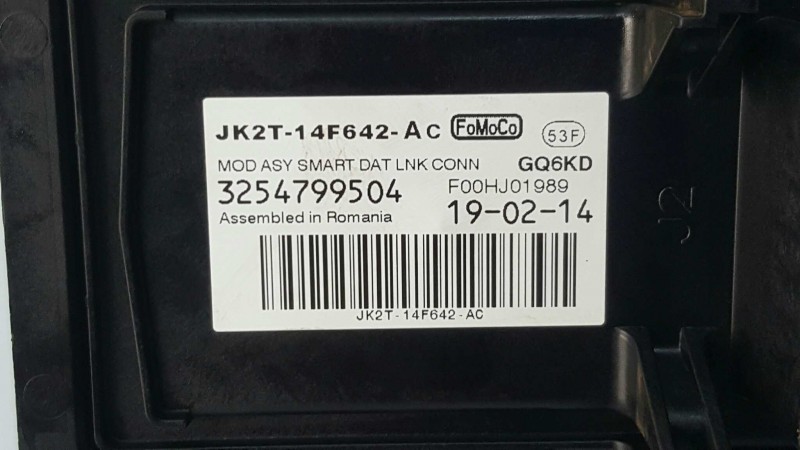 JK2T-14F642-AC FoMoCo 53F
MOD ASY SMART DAT LNK CONN GQ6KD
3254799504 F00HJ01989
Assembled in Romania 19-02-14
JK2T-14F642-AC
J2